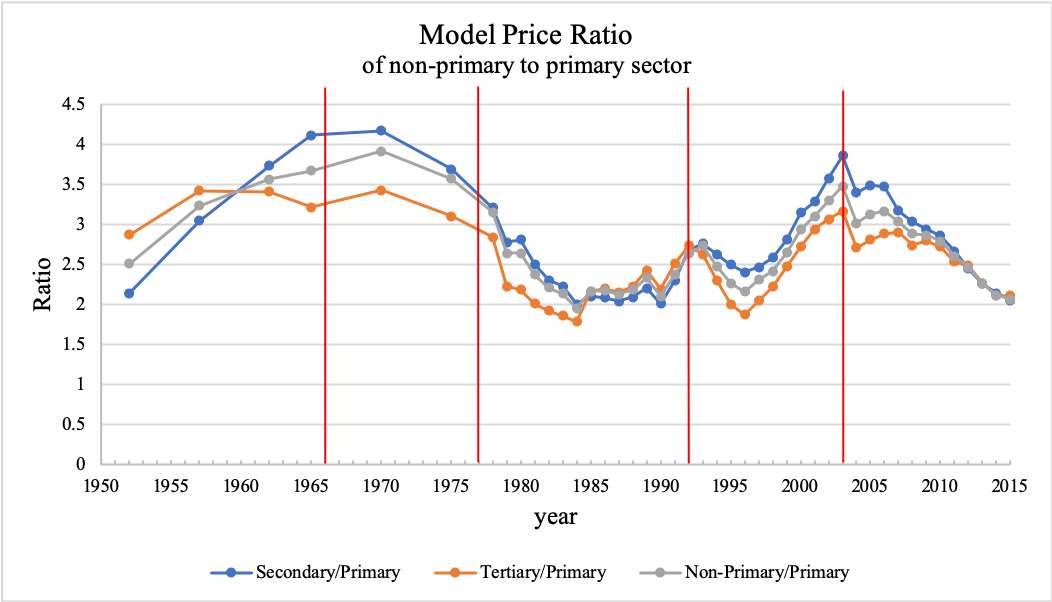 Model Price Ratio
of non-primary to primary sector
Ratio
4.5
4
3.5
3
2.5
2
1.5
1
0.5
0
1950 1955 1960 1965 1970 1975 1980 1985 1990 1995 2000 2005 2010 2015
year
Secondary/Primary Tertiary/Primary Non-Primary/Primary